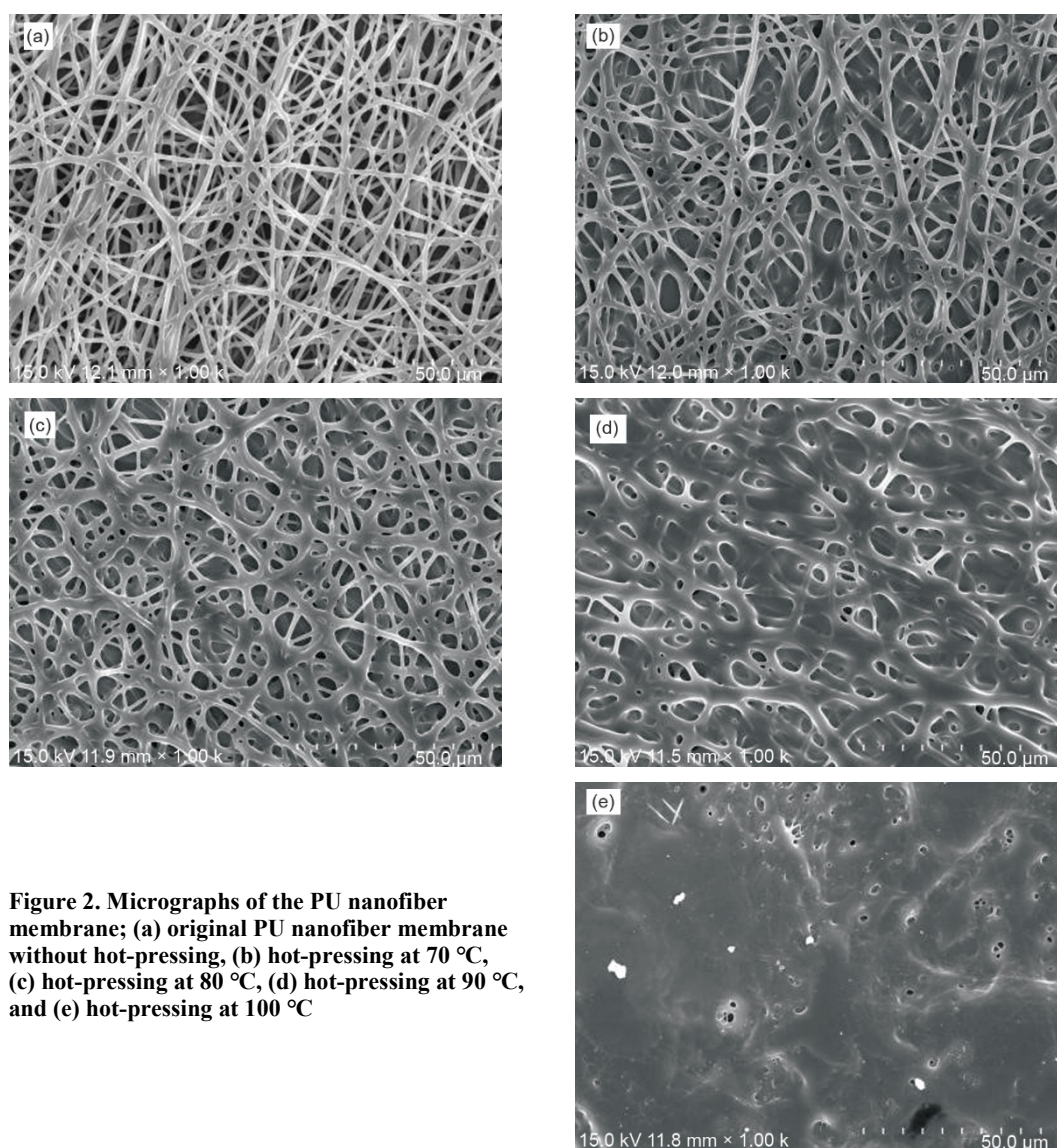 (a)
15.0 kV 12.1 mm × 1.00 k 50.0 µm
(b)
15.0 kV 12.0 mm × 1.00 k 50.0 µm
(c)
15.0 kV 11.9 mm × 1.00 k 50.0 µm
(d)
15.0 kV 11.5 mm × 1.00 k 50.0 µm
(e)
15.0 kV 11.8 mm × 1.00 k 50.0 µm
Figure 2. Micrographs of the PU nanofiber
membrane; (a) original PU nanofiber membrane
without hot-pressing, (b) hot-pressing at 70 °C,
(c) hot-pressing at 80 °C, (d) hot-pressing at 90 °C,
and (e) hot-pressing at 100 °C